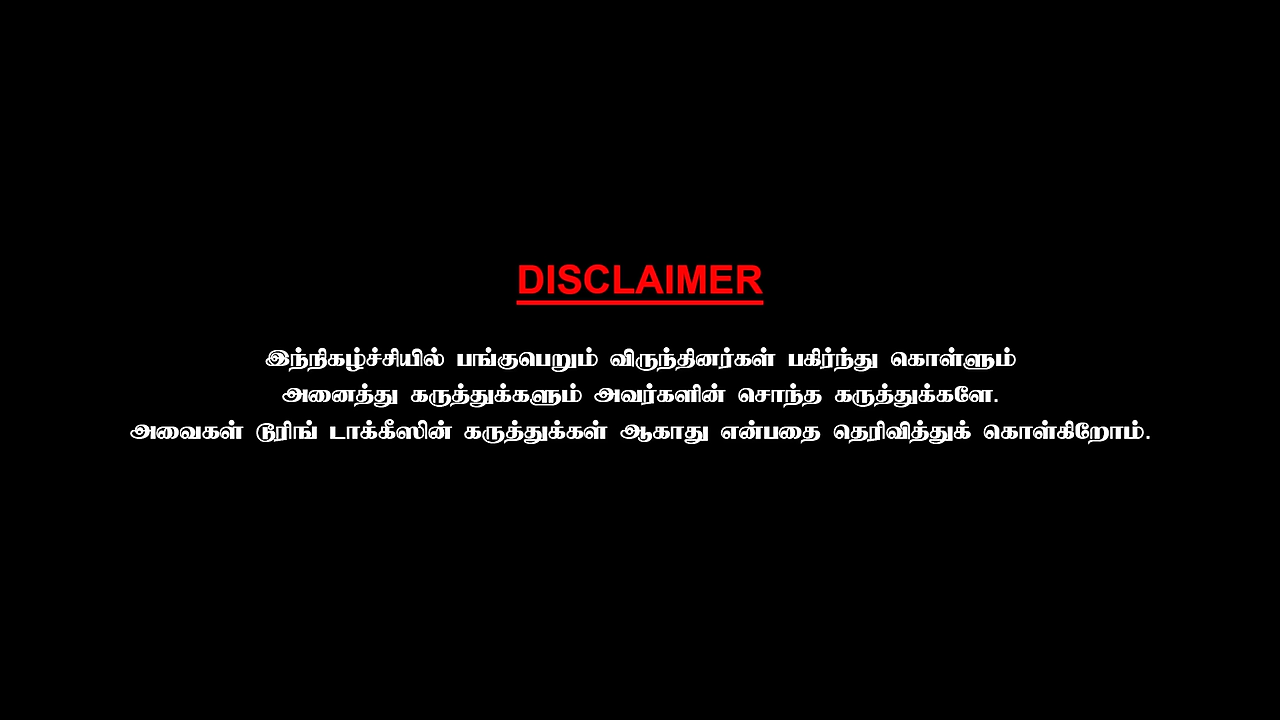 DISCLAIMER
இந்நிகழ்ச்சியில் பங்குபெறும் விருந்தினர்கள் பகிர்ந்து கொள்ளும்
அனைத்து கருத்துக்களும் அவர்களின் சொந்த கருத்துக்களே.
அவைகள் டூரிங் டாக்கீஸின் கருத்துக்கள் ஆகாது என்பதை தெரிவித்துக் கொள்கிறோம்.